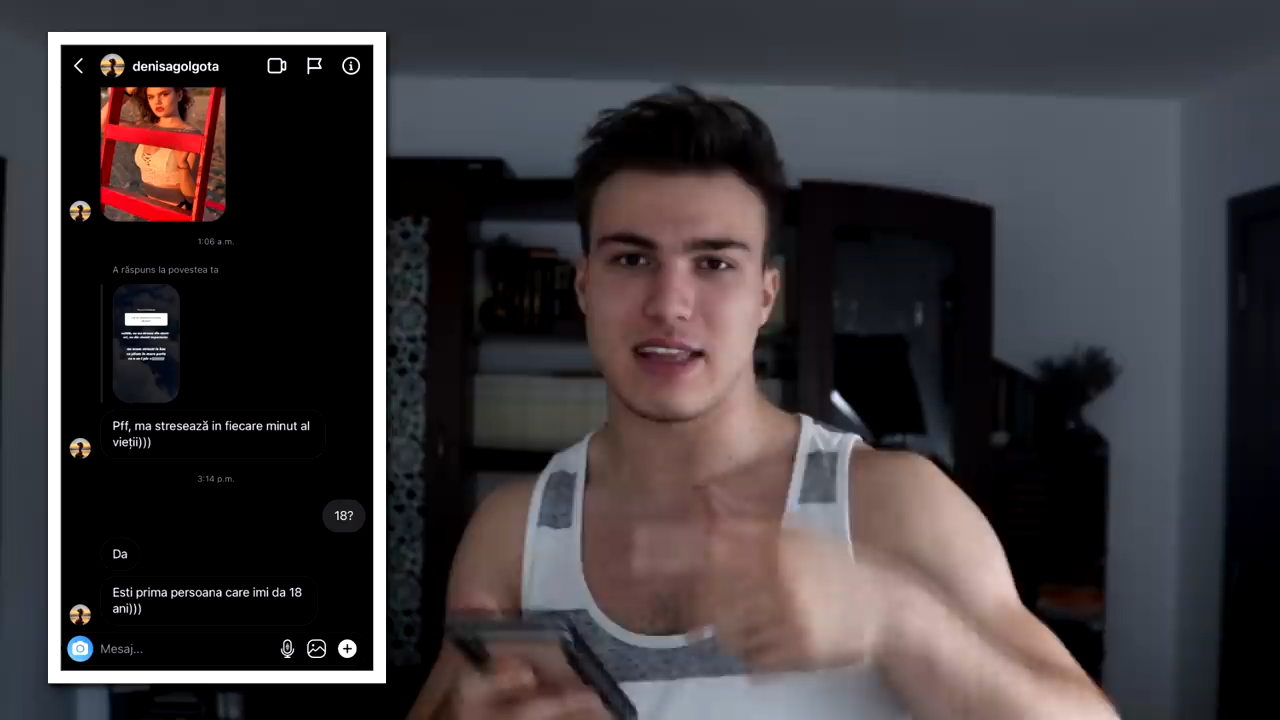 denisagolgota
1:06 a.m.
A răspuns la povestea ta
Pff, ma stresează in fiecare minut al
vieții)))
3:14 p.m.
18?
Da
Esti prima persoana care imi da 18
ani)))
Mesaj...